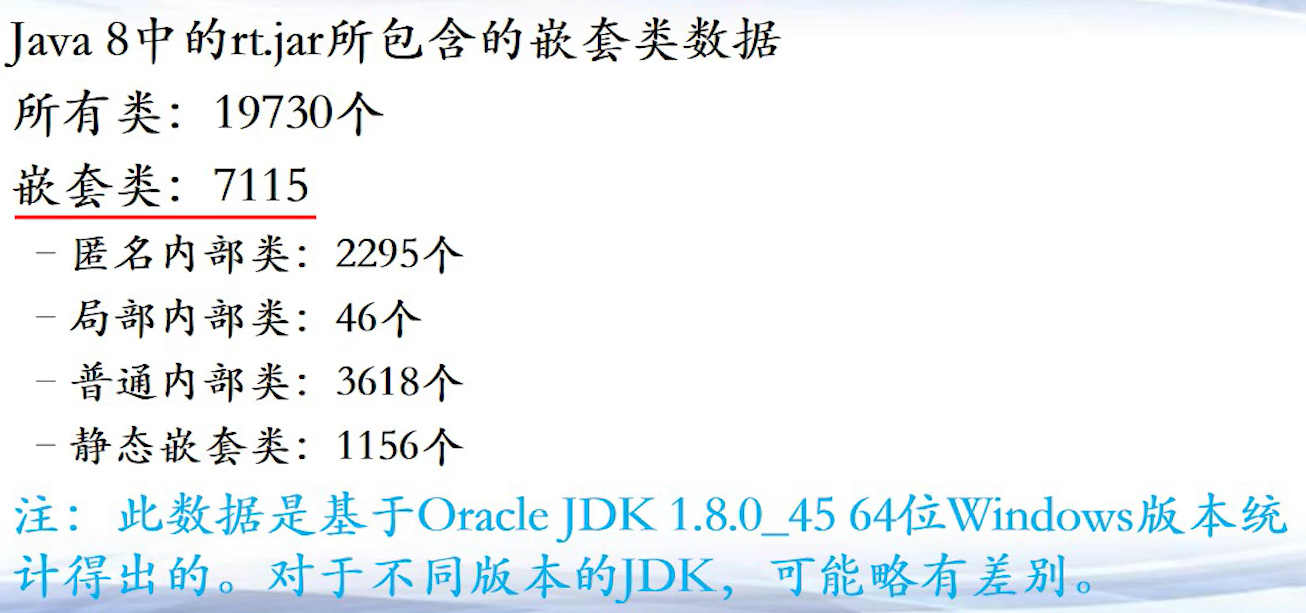 Java 8中的rt.jar所包含的嵌套类数据
所有类：19730个
嵌套类：7115
– 匿名内部类：2295个
– 局部内部类：46个
– 普通内部类：3618个
– 静态嵌套类：1156个
注：此数据是基于Oracle JDK 1.8.0_45 64位Windows版本统
计得出的。对于不同版本的JDK，可能略有差别。